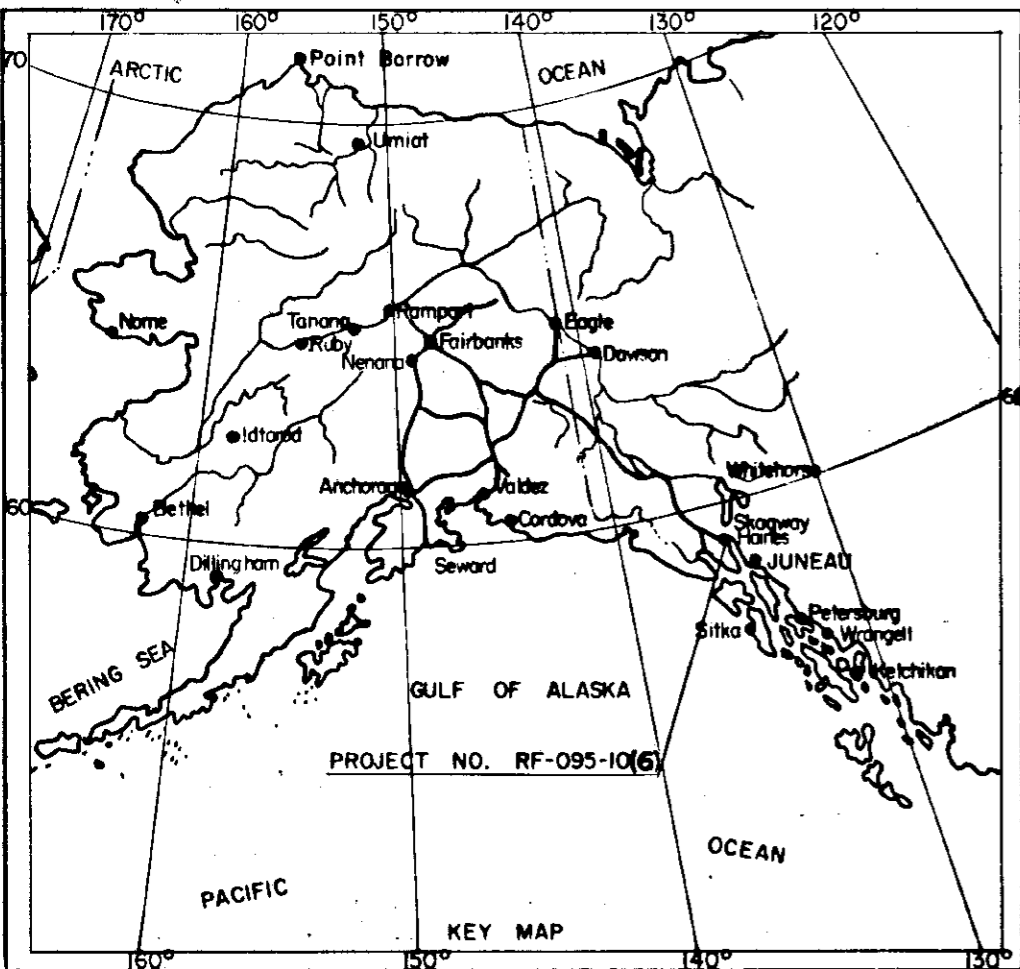 170° 160° 150° 140° 130° 120°
70
ARCTIC OCEAN
Point Barrow
Umiat
Nome
Tanana
Rampart
Ruby
Fairbanks
Nenana
Eagle
Dawson
Idtarod
Anchorage
Valdez
Whitehorse
60
Bethel
Cordova
Skagway
Haines
Dillingham
Seward
JUNEAU
Petersburg
Sitka
Wrangell
Ketchikan
BERING SEA
GULF OF ALASKA
PROJECT NO. RF-095-10(6)
OCEAN
PACIFIC
KEY MAP
160° 150° 140° 130°